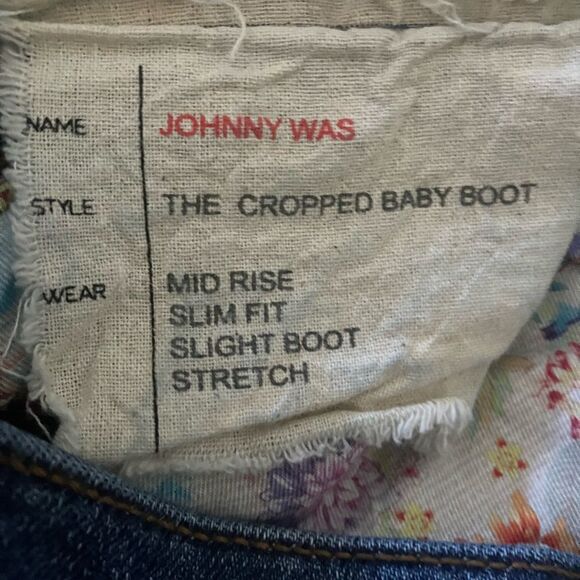 NAME JOHNNY WAS
STYLE THE CROPPED BABY BOOT
WEAR MID RISE
SLIM FIT
SLIGHT BOOT
STRETCH